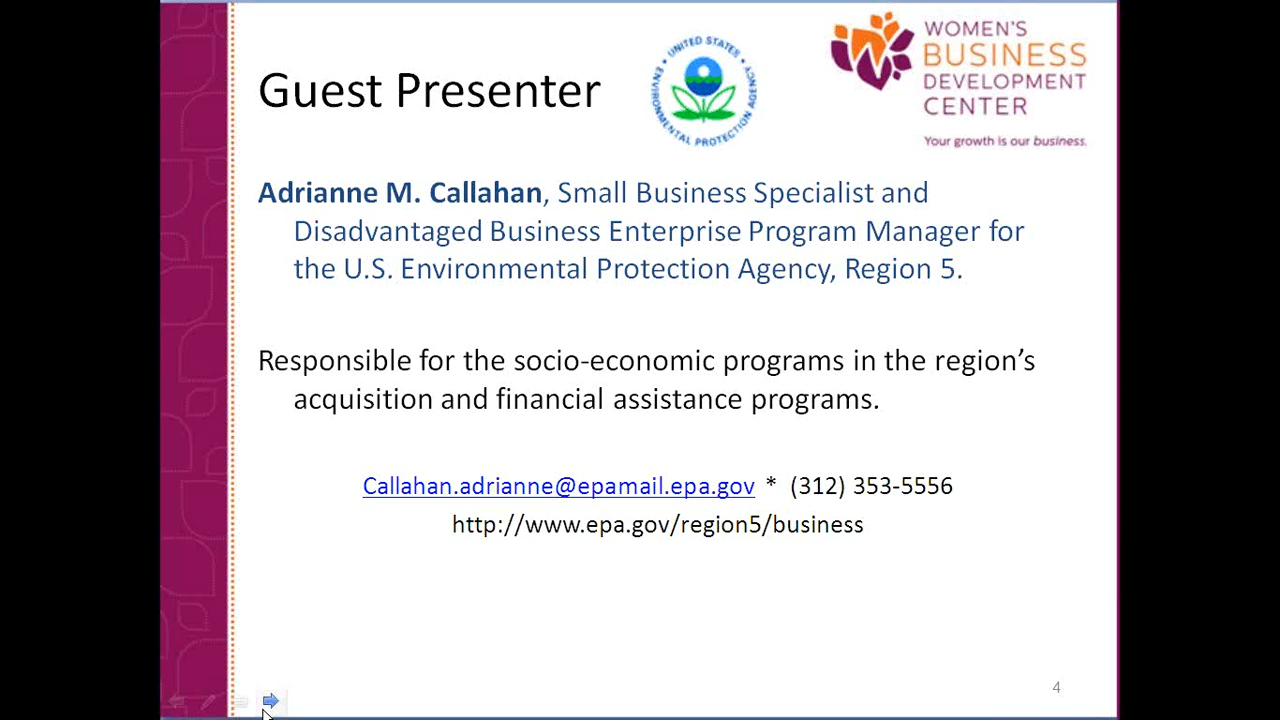 Guest Presenter
UNITED STATES
ENVIRONMENTAL PROTECTION AGENCY
WOMEN'S
BUSINESS
DEVELOPMENT
CENTER
Your growth is our business.
Adrianne M. Callahan, Small Business Specialist and
Disadvantaged Business Enterprise Program Manager for
the U.S. Environmental Protection Agency, Region 5.
Responsible for the socio-economic programs in the region’s
acquisition and financial assistance programs.
Callahan.adrianne@epamail.epa.gov * (312) 353-5556
http://www.epa.gov/region5/business
4